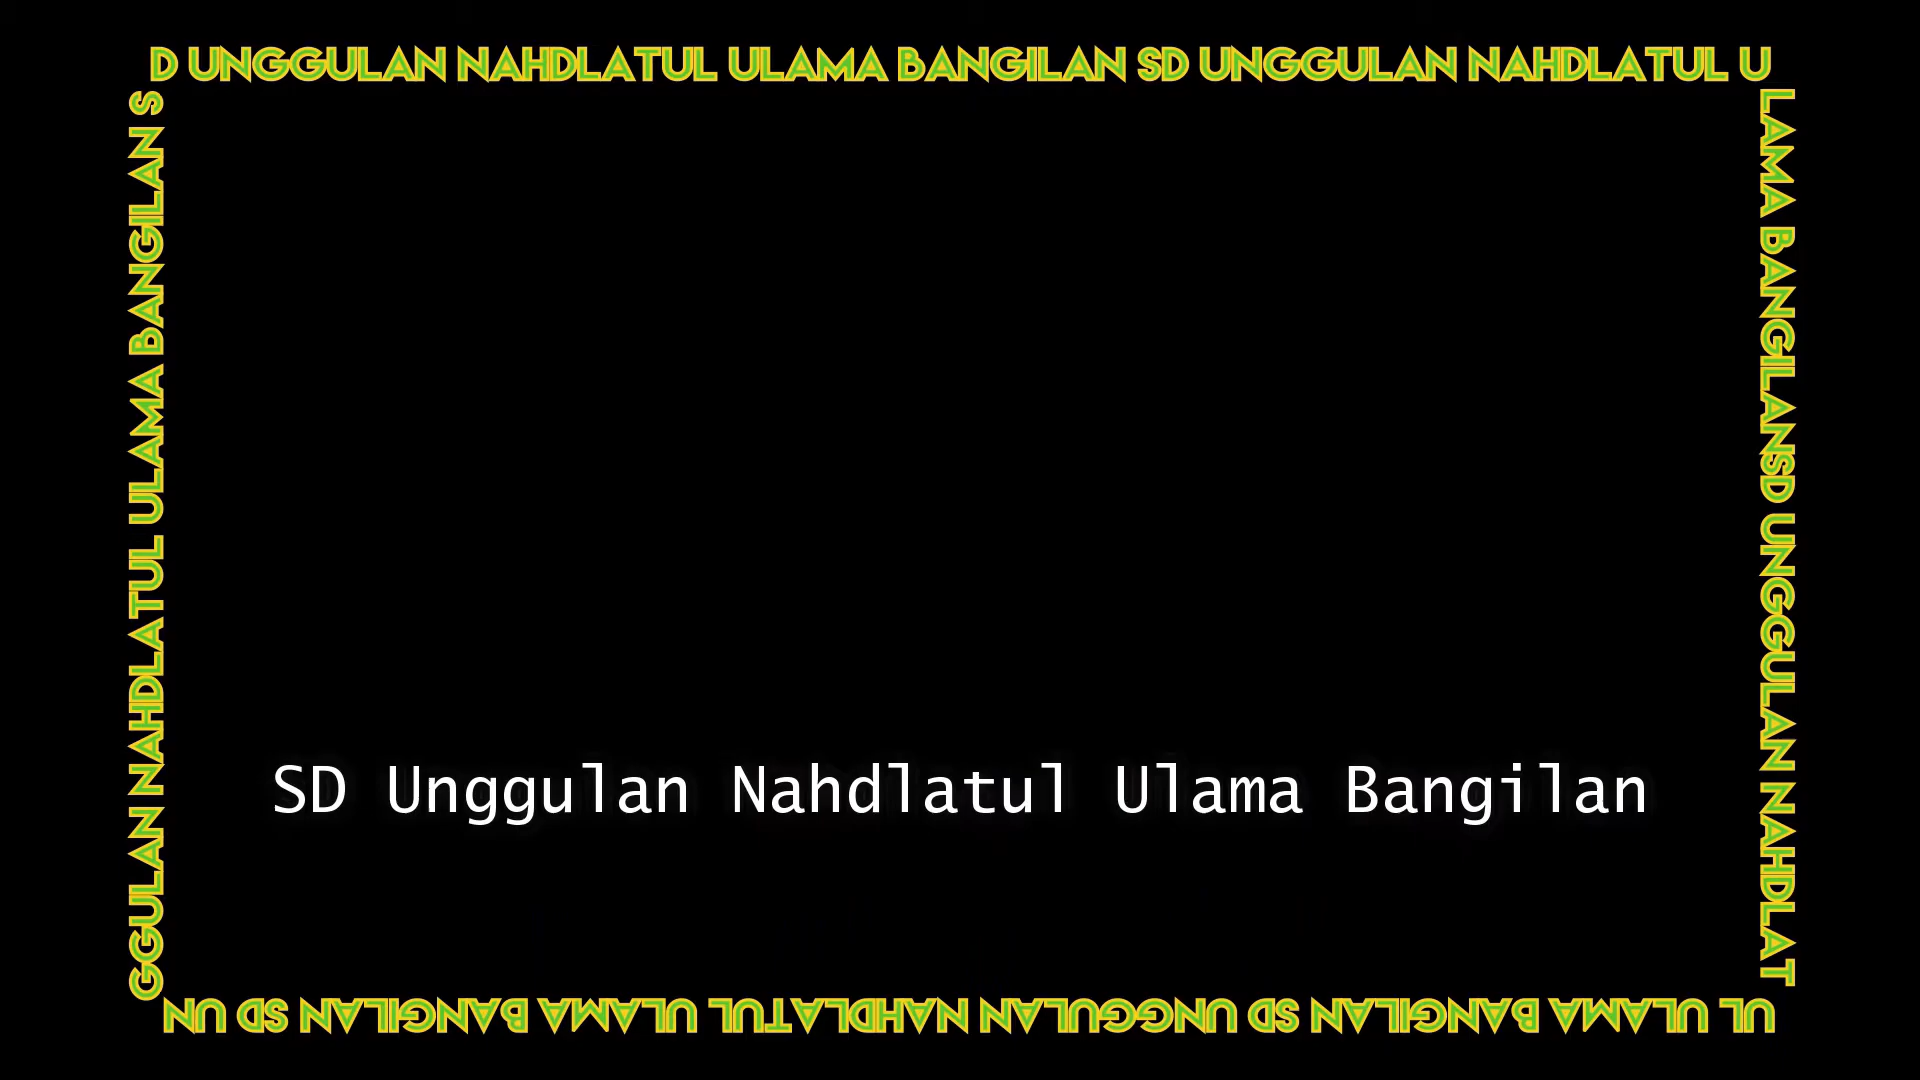 D UNGGULAN NAHDLATUL ULAMA BANGILAN SD UNGGULAN NAHDLATUL U
LAMA BANGILANSD UNGGULAN NAHDLAT
UL ULAMA BANGILAN SD UNGGULAN NAHDLATUL ULAMA BANGILAN SD UN
GGULAN NAHDLATUL ULAMA BANGILAN S
SD Unggulan Nahdlatul Ulama Bangilan